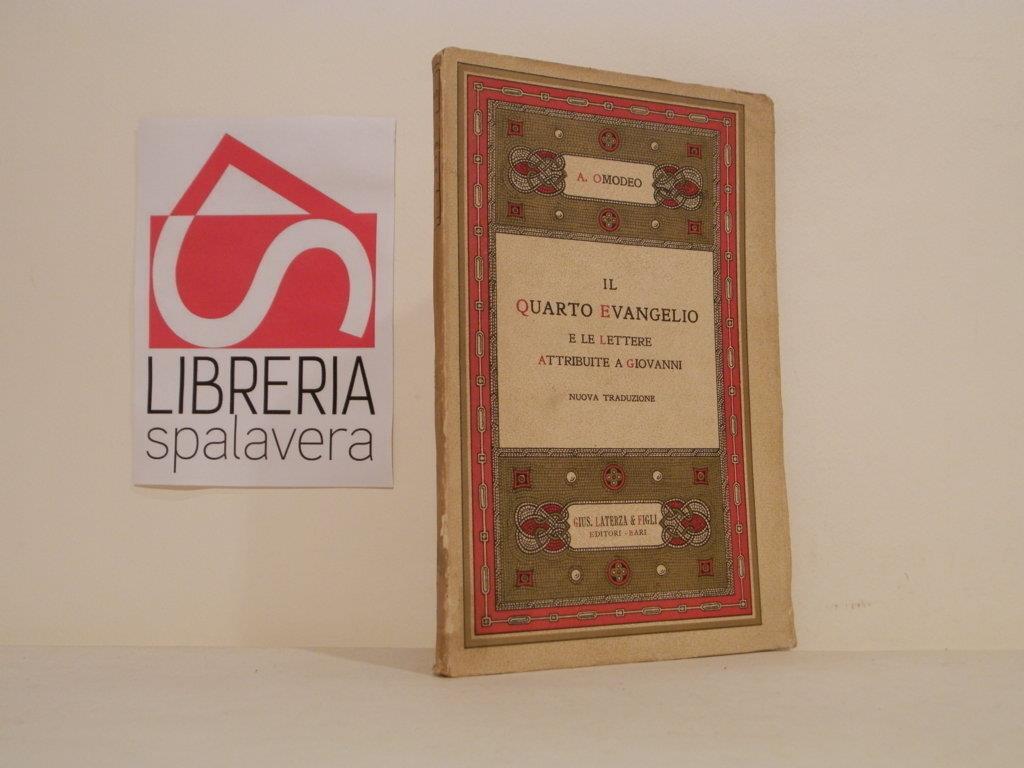 LIBRERIA
spalavera
A. OMODEO
IL
QUARTO EVANGELIO
E LE LETTERE
ATTRIBUITE A GIOVANNI
NUOVA TRADUZIONE
GIUS. LATERZA & FIGLI
EDITORI - BARI